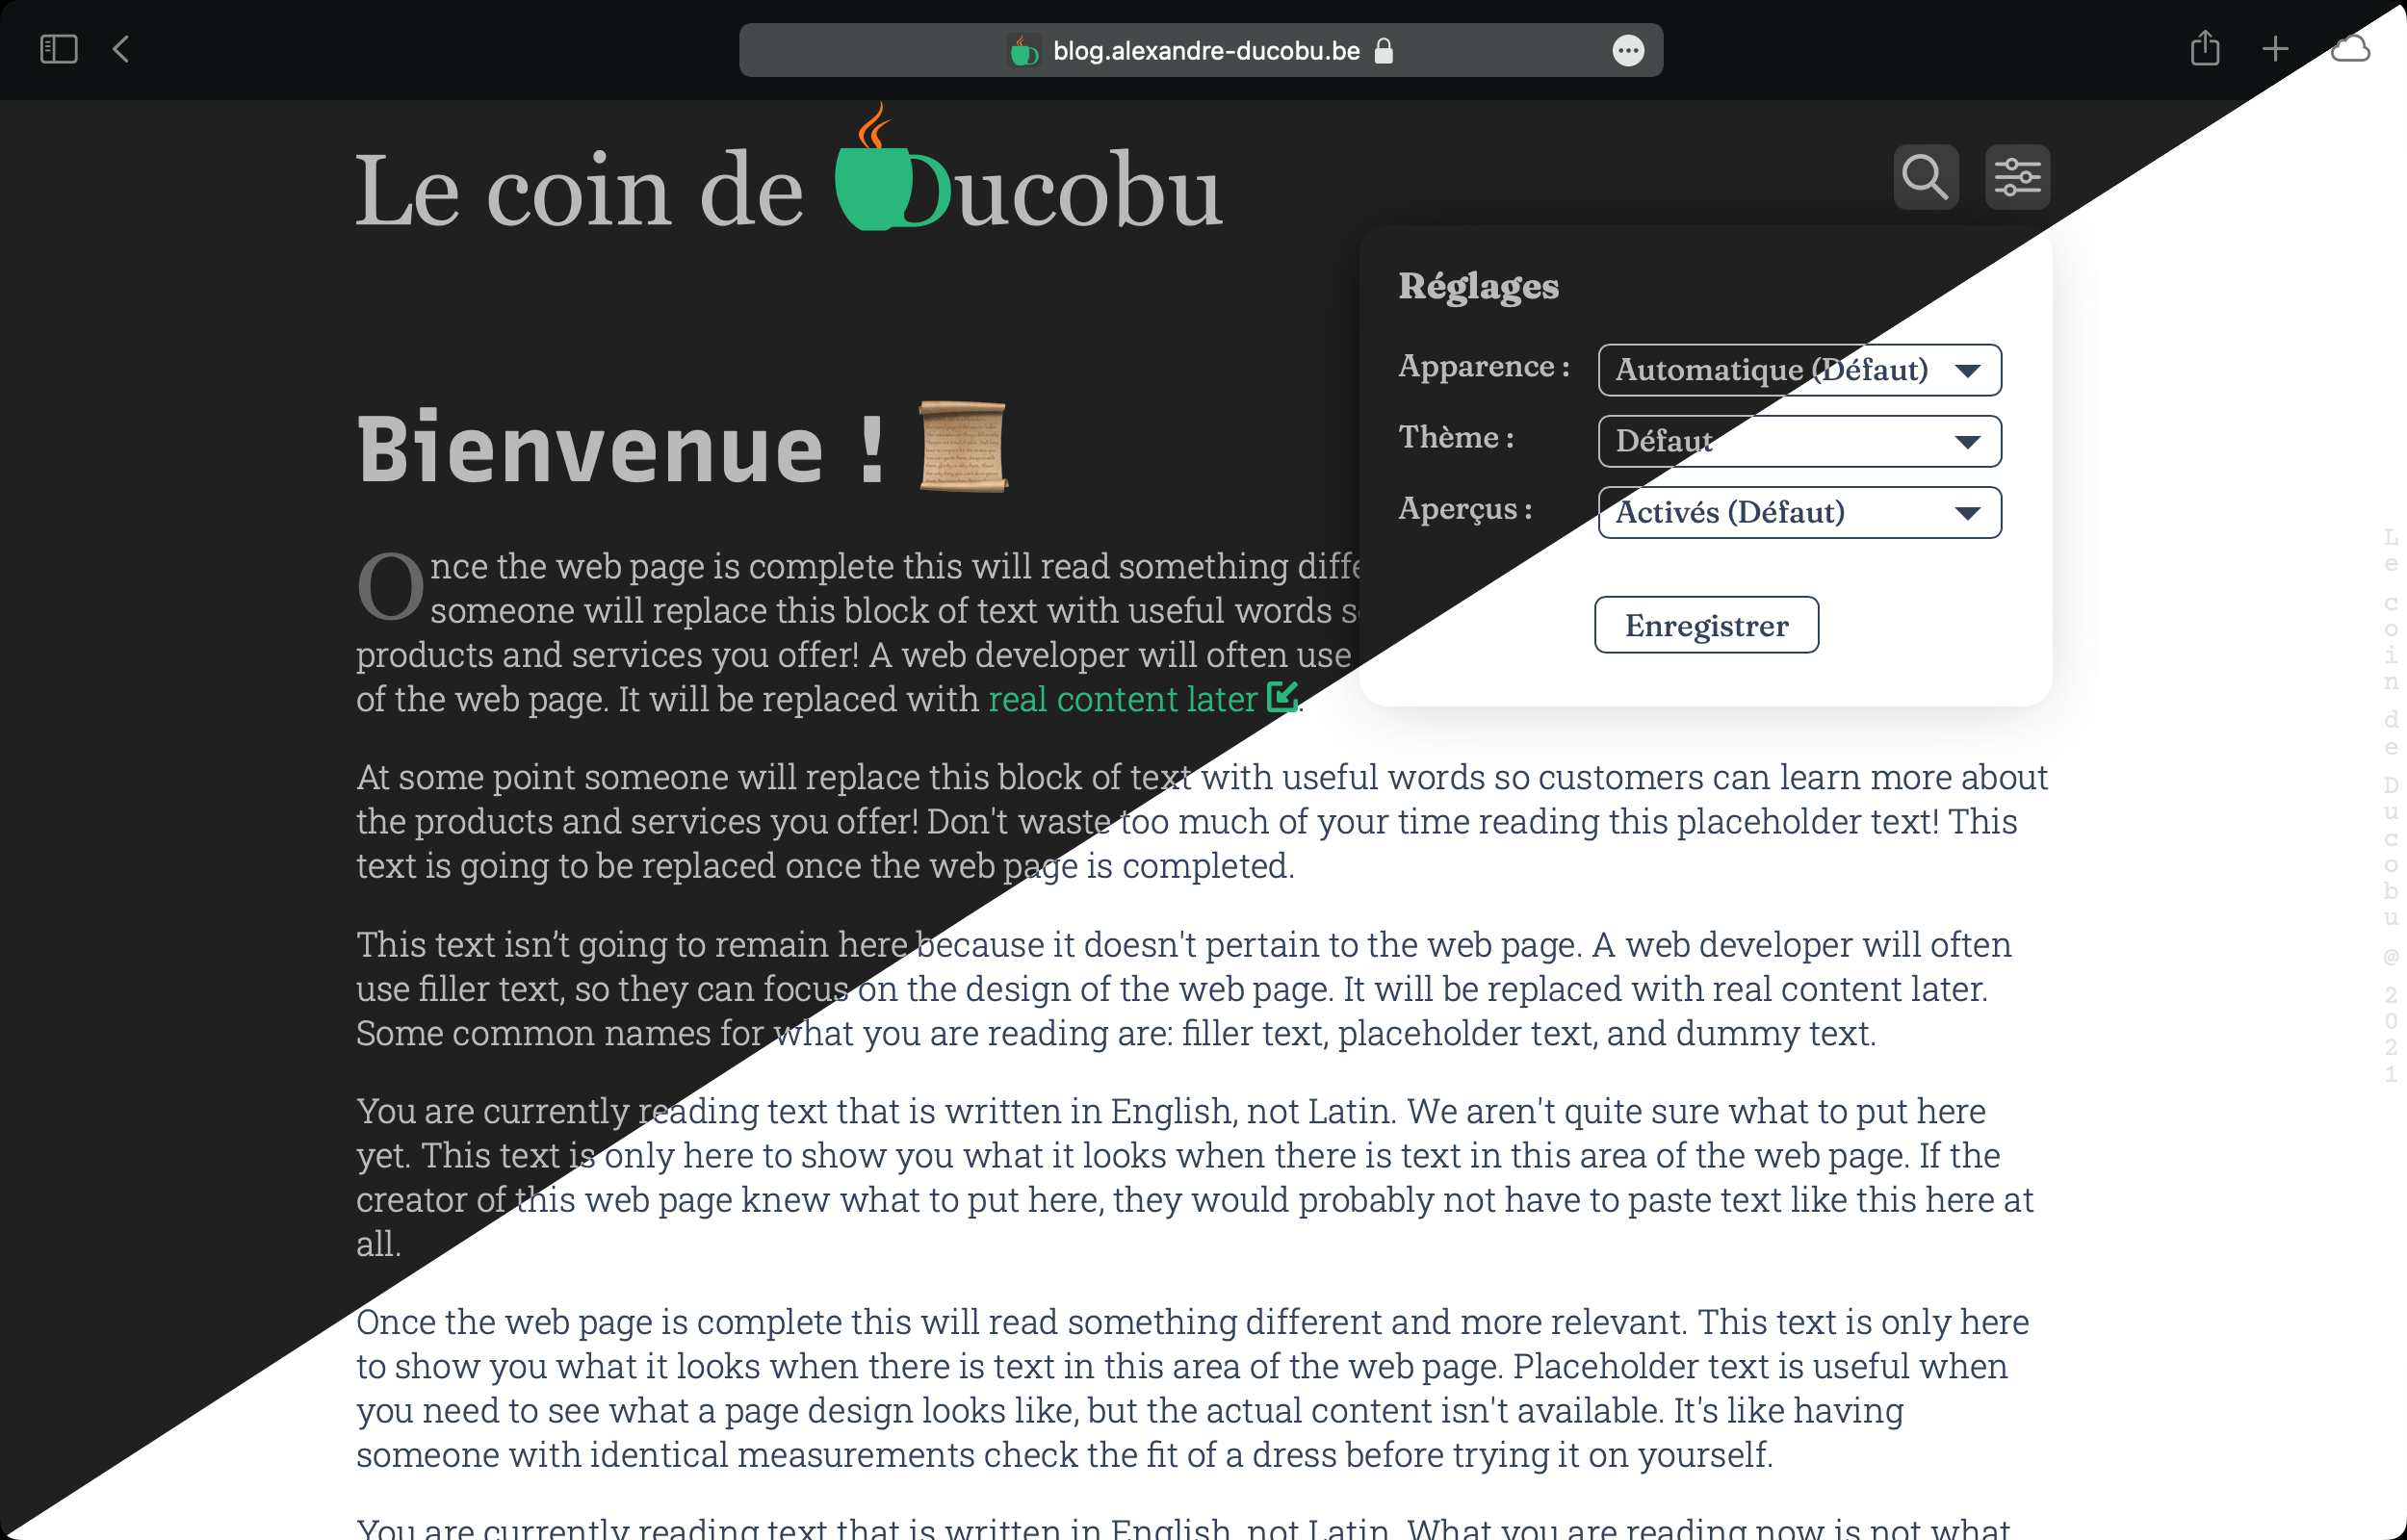 blog.alexandre-ducobu.be
Le coin de Ducobu
Réglages
Apparence :
Automatique (Défaut)
Thème :
Défaut
Aperçus :
Activés (Défaut)
Enregistrer
Bienvenue !
Once the web page is complete this will read something diffe
someone will replace this block of text with useful words s
products and services you offer! A web developer will often use
of the web page. It will be replaced with real content later .
At some point someone will replace this block of text with useful words so customers can learn more about
the products and services you offer! Don't waste too much of your time reading this placeholder text! This
text is going to be replaced once the web page is completed.
This text isn’t going to remain here because it doesn't pertain to the web page. A web developer will often
use filler text, so they can focus on the design of the web page. It will be replaced with real content later.
Some common names for what you are reading are: filler text, placeholder text, and dummy text.
You are currently reading text that is written in English, not Latin. We aren't quite sure what to put here
yet. This text is only here to show you what it looks when there is text in this area of the web page. If the
creator of this web page knew what to put here, they would probably not have to paste text like this here at
all.
Once the web page is complete this will read something different and more relevant. This text is only here
to show you what it looks when there is text in this area of the web page. Placeholder text is useful when
you need to see what a page design looks like, but the actual content isn't available. It's like having
someone with identical measurements check the fit of a dress before trying it on yourself.
You are currently reading text that is written in English, not Latin. What you are reading now is not what
Le coin de Ducobu @ 2021